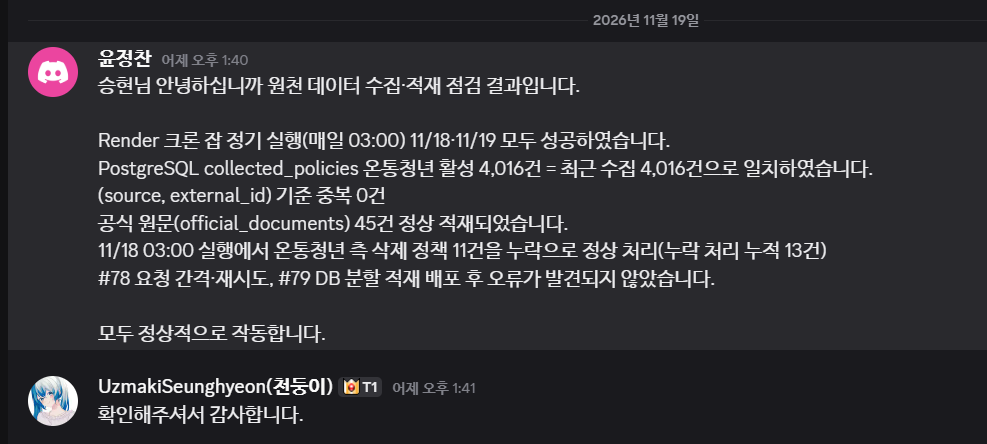 2026년 11월 19일
윤정찬 어제 오후 1:40
승현님 안녕하십니까 원천 데이터 수집·적재 점검 결과입니다.
Render 크론 잡 정기 실행(매일 03:00) 11/18·11/19 모두 성공하였습니다.
PostgreSQL collected_policies 온통청년 활성 4,016건 = 최근 수집 4,016건으로 일치하였습니다.
(source, external_id) 기준 중복 0건
공식 원문(official_documents) 45건 정상 적재되었습니다.
11/18 03:00 실행에서 온통청년 측 삭제 정책 11건을 누락으로 정상 처리(누락 처리 누적 13건)
#78 요청 간격·재시도, #79 DB 분할 적재 배포 후 오류가 발견되지 않았습니다.
모두 정상적으로 작동합니다.
UzmakiSeunghyeon(천둥이) T1 어제 오후 1:41
확인해주셔서 감사합니다.